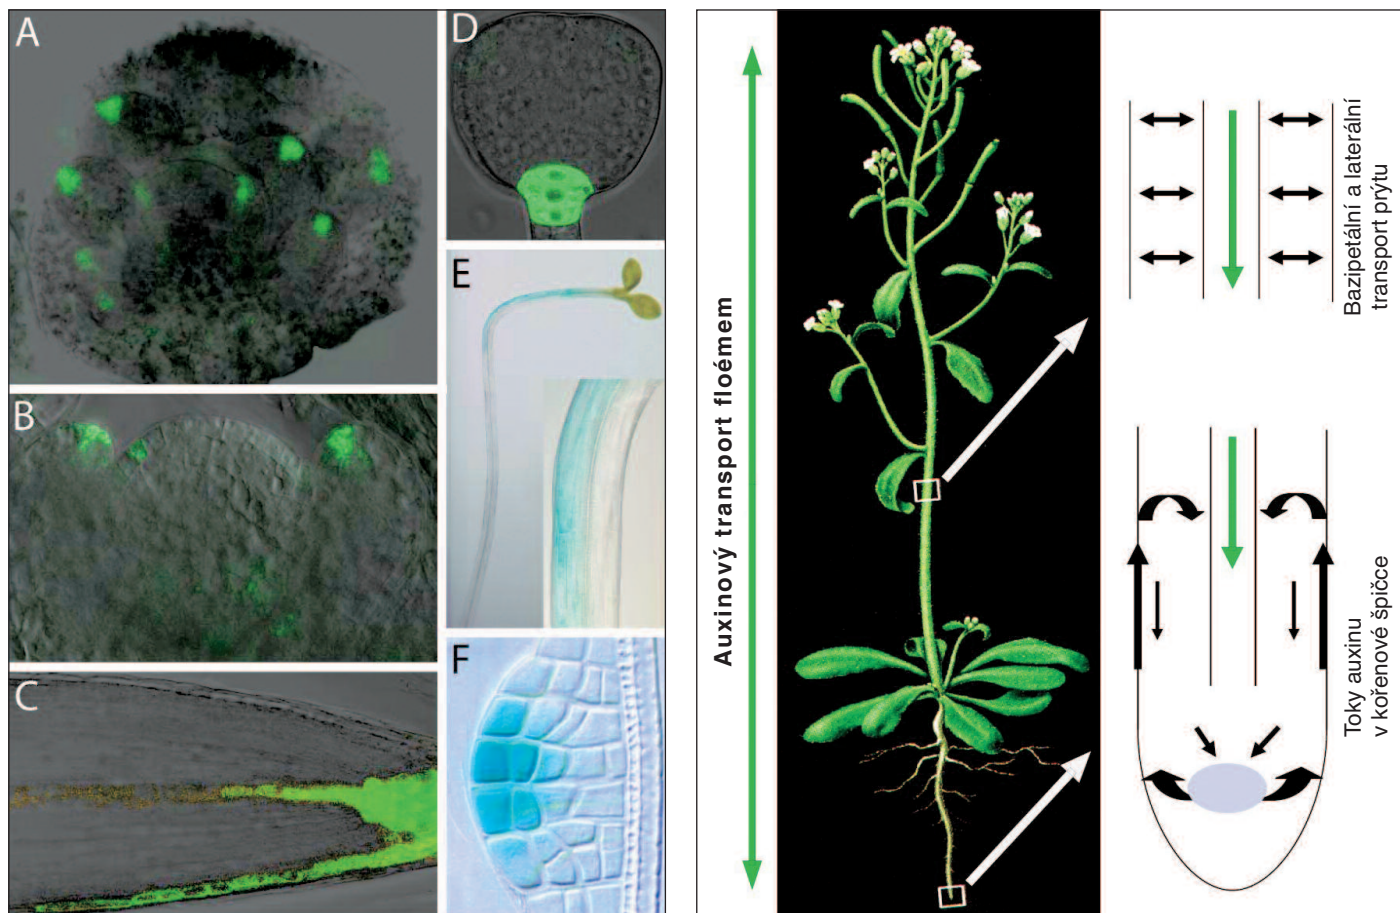 A
B
C
D
E
F
Auxinový transport floémem
Bazipetální a laterální
transport prýtu
Toky auxinu
v kořenové špičce